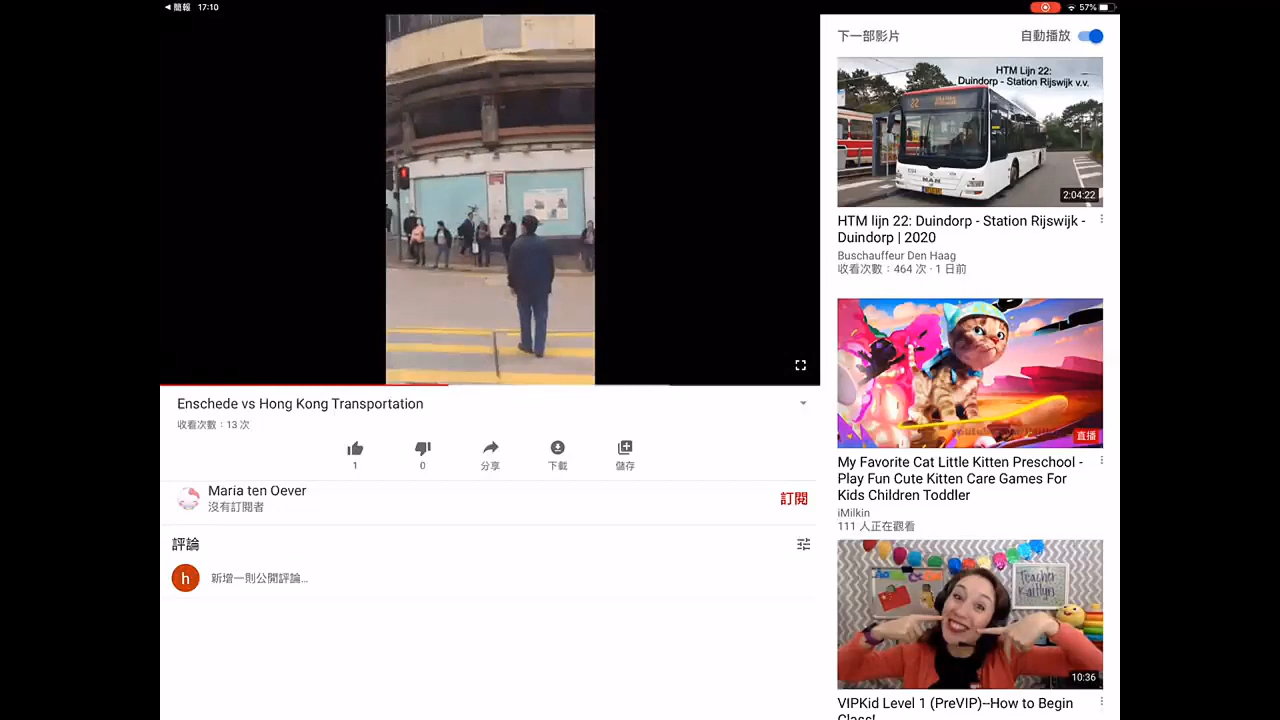 ◀ 簡報 17:10
57%
Enschede vs Hong Kong Transportation
收看次數：13 次
1
0
分享
下載
儲存
Maria ten Oever
沒有訂閱者
訂閱
評論
h
新增一則公開評論...
下一部影片
自動播放
HTM Lijn 22:
Duindorp - Station Rijswijk v.v.
22
MAN
2:04:22
HTM lijn 22: Duindorp - Station Rijswijk -
Duindorp | 2020
Buschauffeur Den Haag
收看次數：464 次 · 1 日前
直播
My Favorite Cat Little Kitten Preschool -
Play Fun Cute Kitten Care Games For
Kids Children Toddler
iMilkin
111 人正在觀看
Teacher
Kaitlyn
10:36
VIPKid Level 1 (PreVIP)--How to Begin
Class!